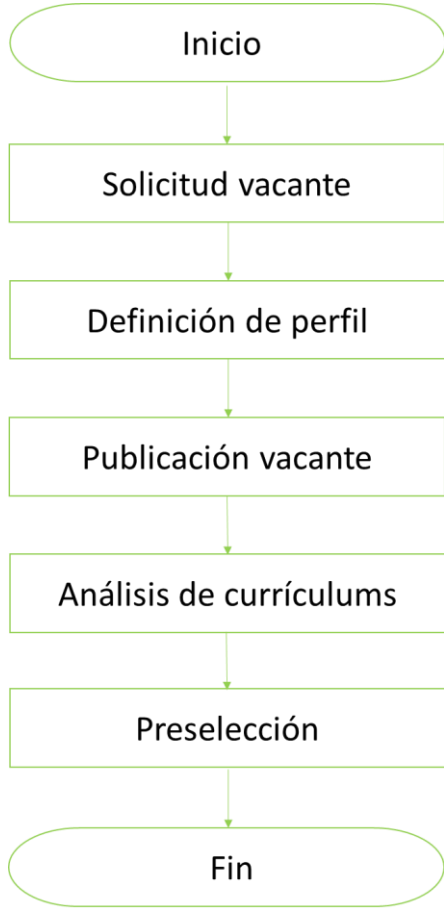 Inicio
Solicitud vacante
Definición de perfil
Publicación vacante
Análisis de currículums
Preselección
Fin